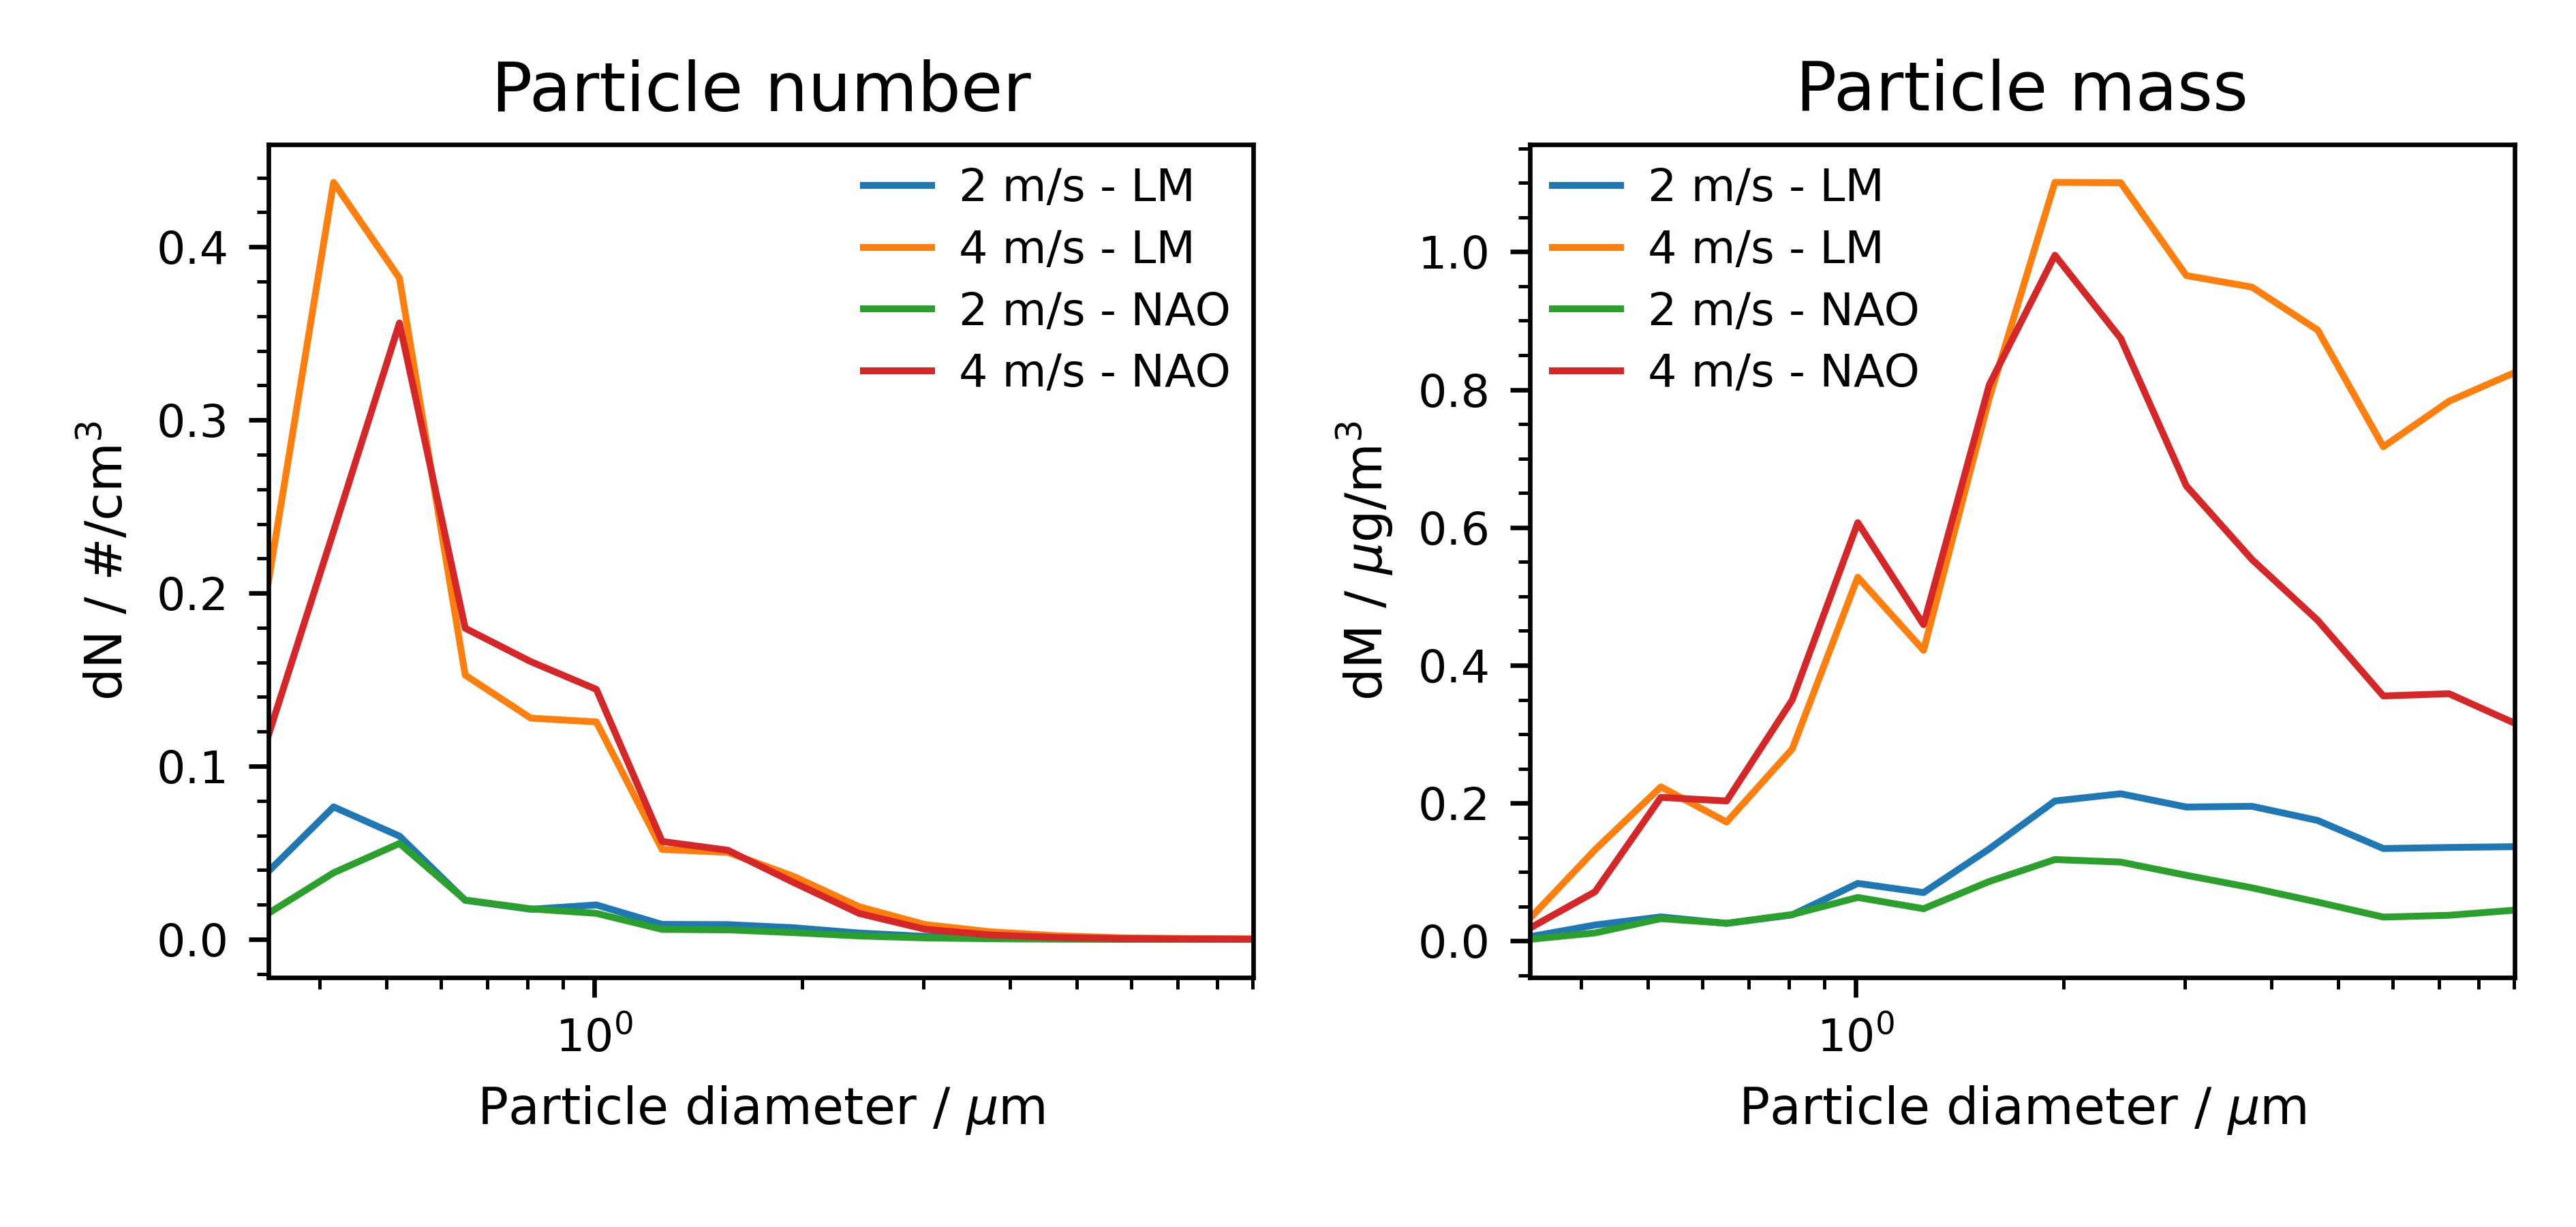 Particle number
dN / #/cm³
0.4
0.3
0.2
0.1
0.0
2 m/s - LM
4 m/s - LM
2 m/s - NAO
4 m/s - NAO
10⁰
Particle diameter / μm
Particle mass
dM / μg/m³
1.0
0.8
0.6
0.4
0.2
0.0
2 m/s - LM
4 m/s - LM
2 m/s - NAO
4 m/s - NAO
10⁰
Particle diameter / μm